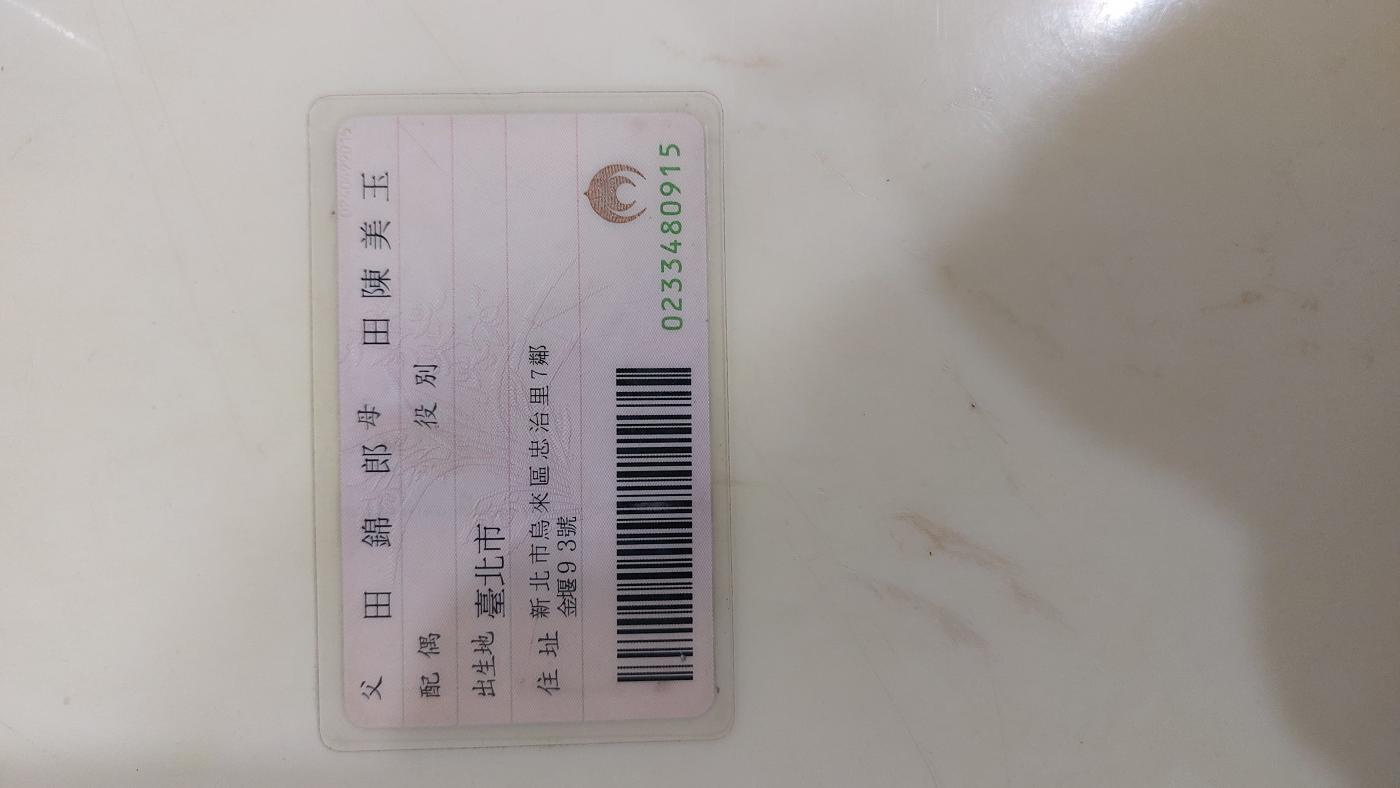 父 田 錦 郎 母 田 陳 美 玉
配 偶 役 別
出生地 臺北市
住 址 新北市烏來區忠治里7鄰
金堰93號
0233480915